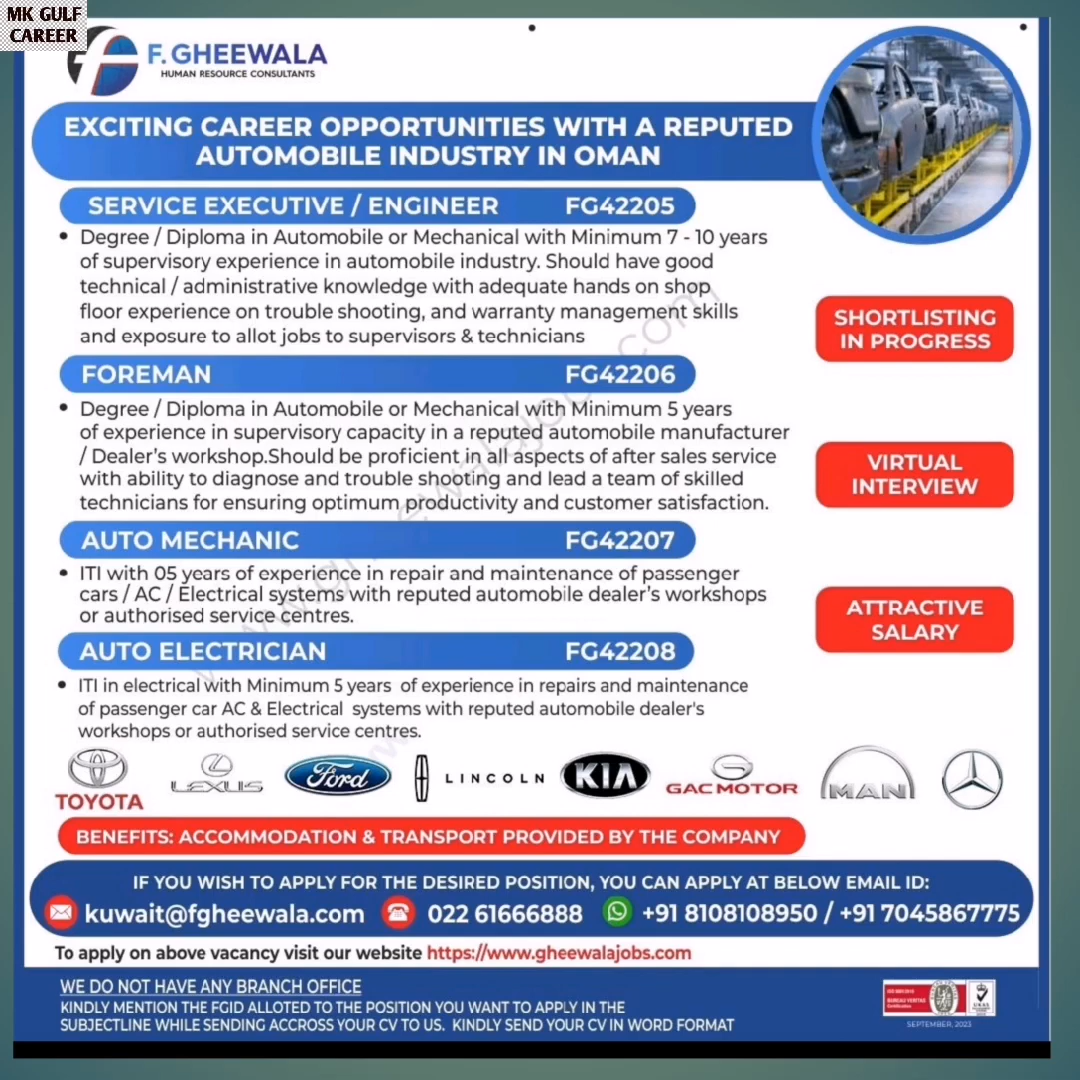 MK GULF
CAREER
F. GHEEWALA
HUMAN RESOURCE CONSULTANTS
EXCITING CAREER OPPORTUNITIES WITH A REPUTED
AUTOMOBILE INDUSTRY IN OMAN
SERVICE EXECUTIVE / ENGINEER FG42205
• Degree / Diploma in Automobile or Mechanical with Minimum 7 - 10 years
of supervisory experience in automobile industry. Should have good
technical / administrative knowledge with adequate hands on shop
floor experience on trouble shooting, and warranty management skills
and exposure to allot jobs to supervisors & technicians
SHORTLISTING
IN PROGRESS
FOREMAN FG42206
• Degree / Diploma in Automobile or Mechanical with Minimum 5 years
of experience in supervisory capacity in a reputed automobile manufacturer
/ Dealer's workshop.Should be proficient in all aspects of after sales service
with ability to diagnose and trouble shooting and lead a team of skilled
technicians for ensuring optimum productivity and customer satisfaction.
VIRTUAL
INTERVIEW
AUTO MECHANIC FG42207
• ITI with 05 years of experience in repair and maintenance of passenger
cars / AC / Electrical systems with reputed automobile dealer's workshops
or authorised service centres.
ATTRACTIVE
SALARY
AUTO ELECTRICIAN FG42208
• ITI in electrical with Minimum 5 years of experience in repairs and maintenance
of passenger car AC & Electrical systems with reputed automobile dealer's
workshops or authorised service centres.
TOYOTA LEXUS Ford LINCOLN KIA GAC MOTOR MAN
BENEFITS: ACCOMMODATION & TRANSPORT PROVIDED BY THE COMPANY
IF YOU WISH TO APPLY FOR THE DESIRED POSITION, YOU CAN APPLY AT BELOW EMAIL ID:
kuwait@fgheewala.com 022 61666888 +91 8108108950 / +91 7045867775
To apply on above vacancy visit our website https://www.gheewalajobs.com
WE DO NOT HAVE ANY BRANCH OFFICE
KINDLY MENTION THE FGID ALLOTED TO THE POSITION YOU WANT TO APPLY IN THE
SUBJECTLINE WHILE SENDING ACCROSS YOUR CV TO US. KINDLY SEND YOUR CV IN WORD FORMAT
BUREAU VERITAS
Certification
UKAS
SEPTEMBER, 2023